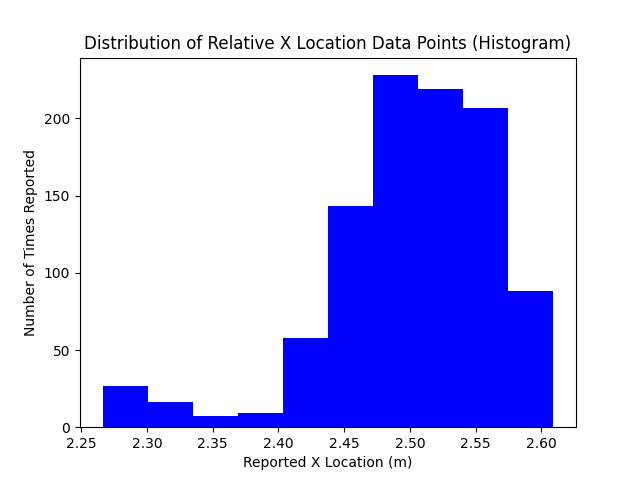 Distribution of Relative X Location Data Points (Histogram)
Number of Times Reported
200
150
100
50
0
2.25 2.30 2.35 2.40 2.45 2.50 2.55 2.60
Reported X Location (m)